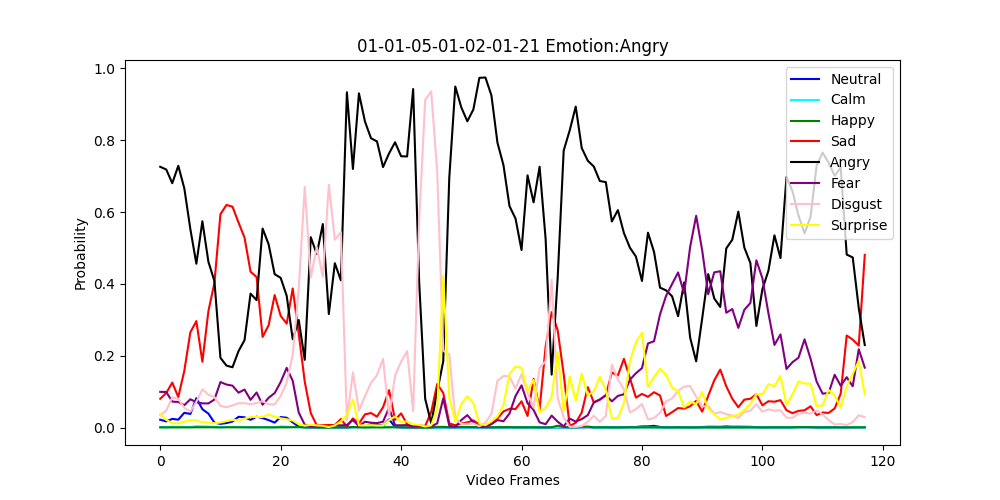 01-01-05-01-02-01-21 Emotion:Angry
Probability
1.0
0.8
0.6
0.4
0.2
0.0
0
20
40
60
80
100
120
Video Frames
Neutral
Calm
Happy
Sad
Angry
Fear
Disgust
Surprise